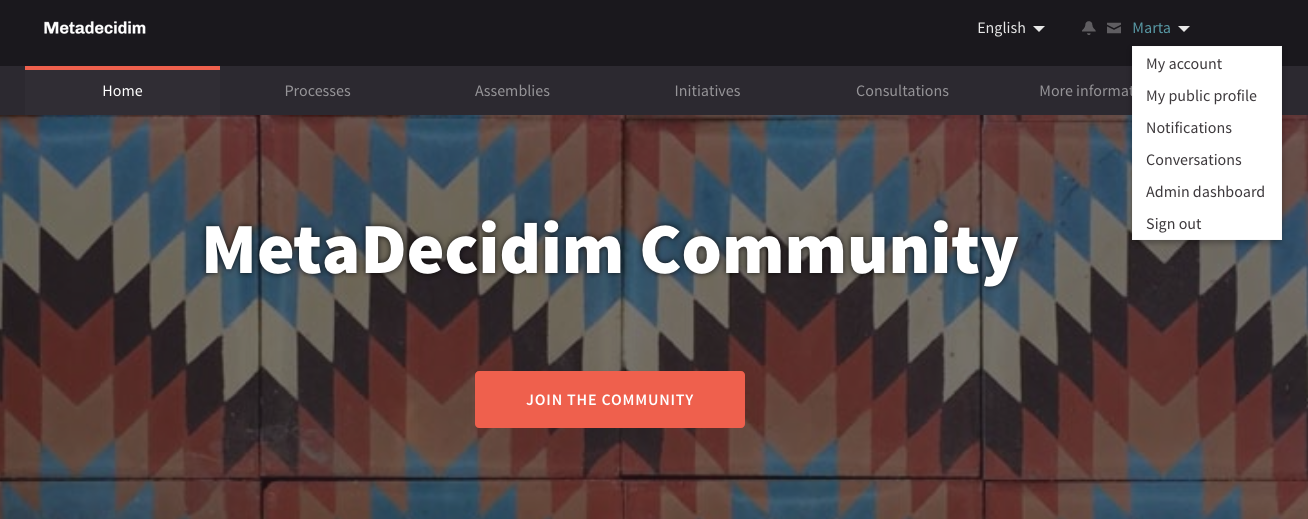 Metadecidim
English
Marta
Home
Processes
Assemblies
Initiatives
Consultations
More informat
My account
My public profile
Notifications
Conversations
Admin dashboard
Sign out
MetaDecidim Community
JOIN THE COMMUNITY